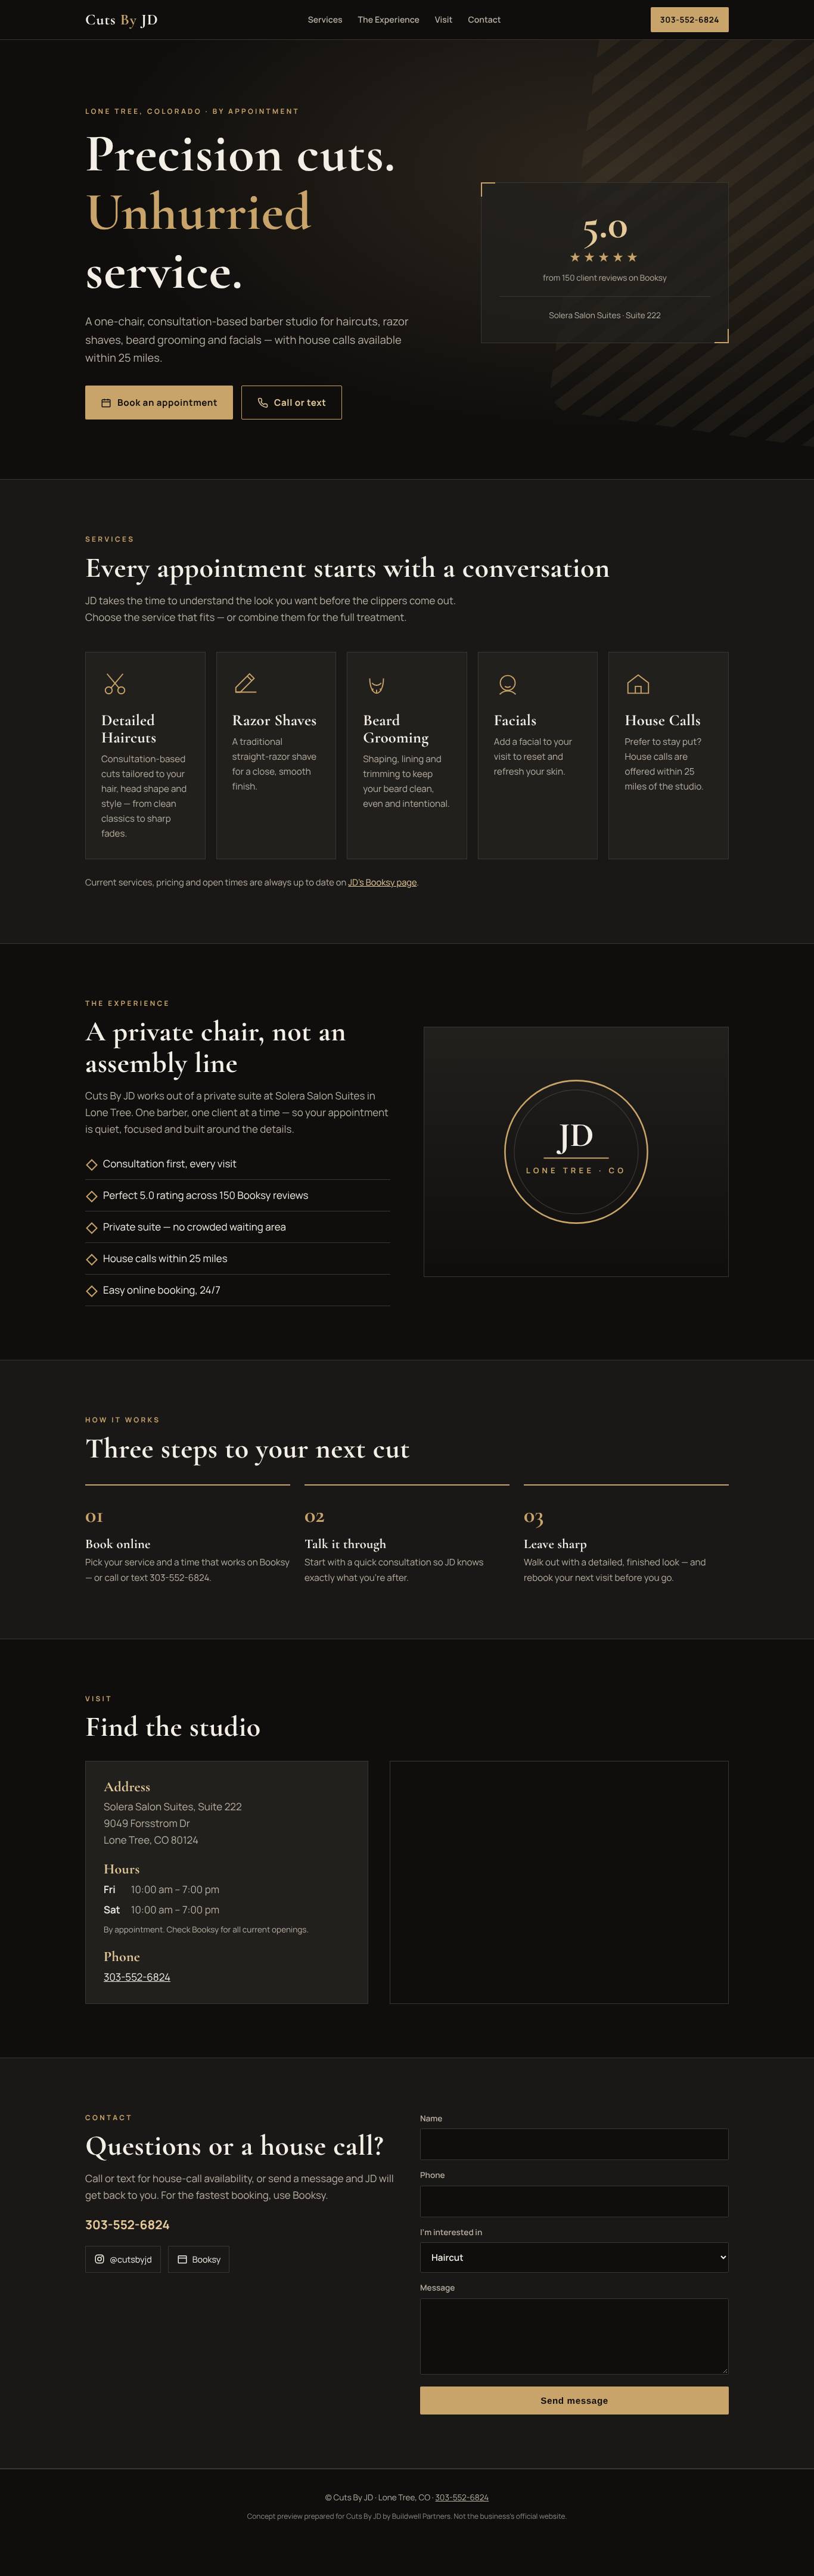 Cuts By JD
Services
The Experience
Visit
Contact
303-552-6824
LONE TREE, COLORADO · BY APPOINTMENT
Precision cuts.
Unhurried
service.
A one-chair, consultation-based barber studio for haircuts, razor
shaves, beard grooming and facials — with house calls available
within 25 miles.
Book an appointment
Call or text
5.0
★★★★★
from 150 client reviews on Booksy
Solera Salon Suites · Suite 222
SERVICES
Every appointment starts with a conversation
JD takes the time to understand the look you want before the clippers come out.
Choose the service that fits — or combine them for the full treatment.
Detailed
Haircuts
Consultation-based
cuts tailored to your
hair, head shape and
style — from clean
classics to sharp
fades.
Razor Shaves
A traditional
straight-razor shave
for a close, smooth
finish.
Beard
Grooming
Shaping, lining and
trimming to keep
your beard clean,
even and intentional.
Facials
Add a facial to your
visit to reset and
refresh your skin.
House Calls
Prefer to stay put?
House calls are
offered within 25
miles of the studio.
Current services, pricing and open times are always up to date on JD's Booksy page.
THE EXPERIENCE
A private chair, not an
assembly line
Cuts By JD works out of a private suite at Solera Salon Suites in
Lone Tree. One barber, one client at a time — so your appointment
is quiet, focused and built around the details.
Consultation first, every visit
Perfect 5.0 rating across 150 Booksy reviews
Private suite — no crowded waiting area
House calls within 25 miles
Easy online booking, 24/7
JD
LONE TREE · CO
HOW IT WORKS
Three steps to your next cut
01
Book online
Pick your service and a time that works on Booksy
— or call or text 303-552-6824.
02
Talk it through
Start with a quick consultation so JD knows
exactly what you're after.
03
Leave sharp
Walk out with a detailed, finished look — and
rebook your next visit before you go.
VISIT
Find the studio
Address
Solera Salon Suites, Suite 222
9049 Forsstrom Dr
Lone Tree, CO 80124
Hours
Fri 10:00 am – 7:00 pm
Sat 10:00 am – 7:00 pm
By appointment. Check Booksy for all current openings.
Phone
303-552-6824
CONTACT
Questions or a house call?
Call or text for house-call availability, or send a message and JD will
get back to you. For the fastest booking, use Booksy.
303-552-6824
@cutsbyjd
Booksy
Name
Phone
I'm interested in
Haircut
Message
Send message
© Cuts By JD · Lone Tree, CO · 303-552-6824
Concept preview prepared for Cuts By JD by Buildwell Partners. Not the business's official website.